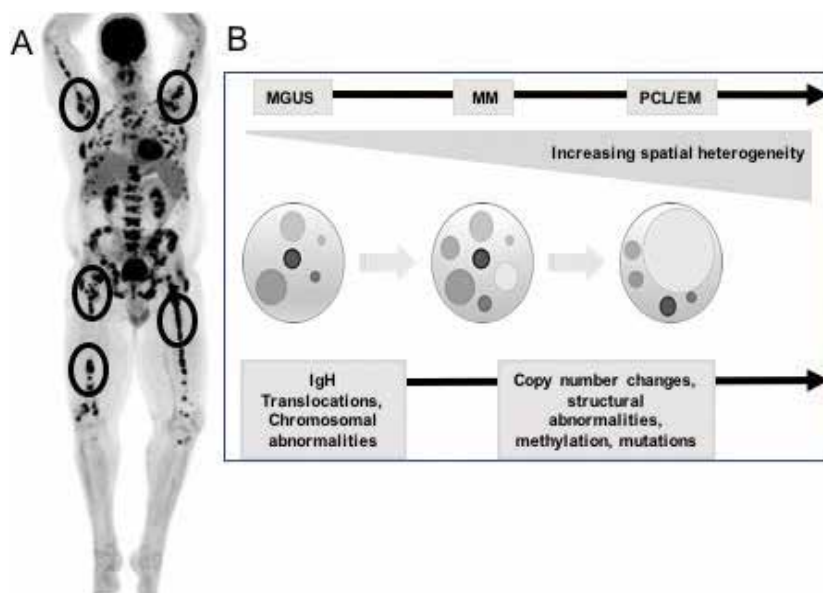 A
B
MGUS
MM
PCL/EM
Increasing spatial heterogeneity
IgH
Translocations,
Chromosomal
abnormalities
Copy number changes,
structural
abnormalities,
methylation, mutations